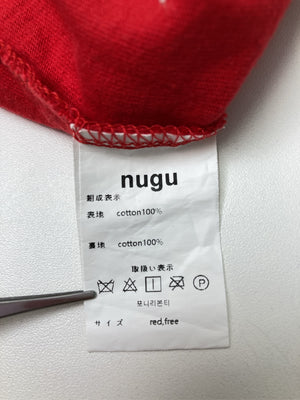 nugu
組成表示
表地 cotton100%
裏地 cotton100%
取扱い表示
P
포니리본티
サイズ red,free